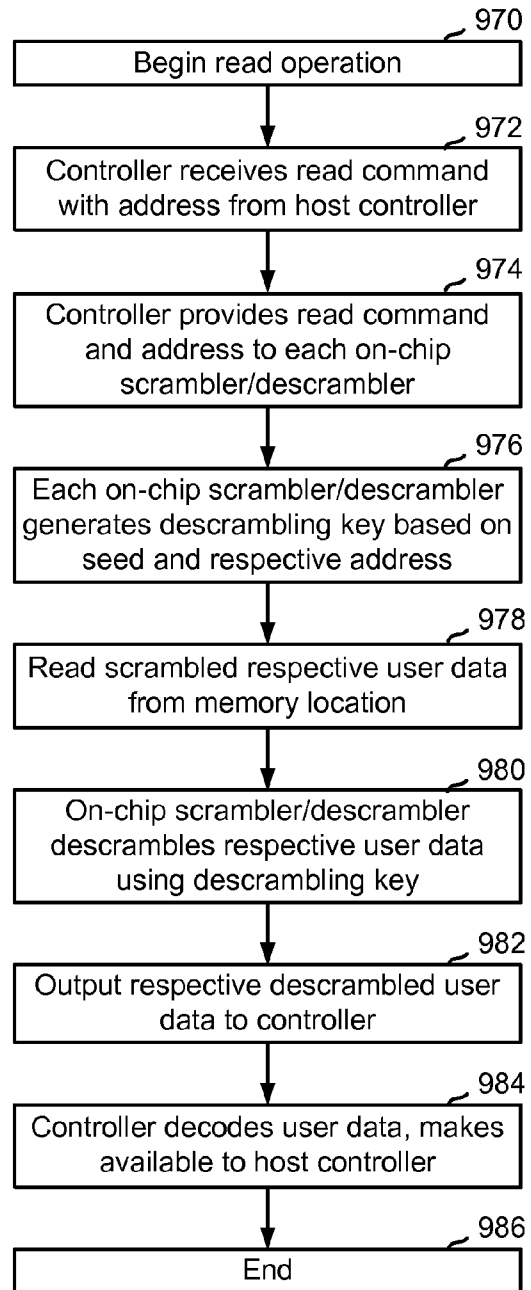 970
Begin read operation
972
Controller receives read command
with address from host controller
974
Controller provides read command
and address to each on-chip
scrambler/descrambler
976
Each on-chip scrambler/descrambler
generates descrambling key based on
seed and respective address
978
Read scrambled respective user data
from memory location
980
On-chip scrambler/descrambler
descrambles respective user data
using descrambling key
982
Output respective descrambled user
data to controller
984
Controller decodes user data, makes
available to host controller
986
End